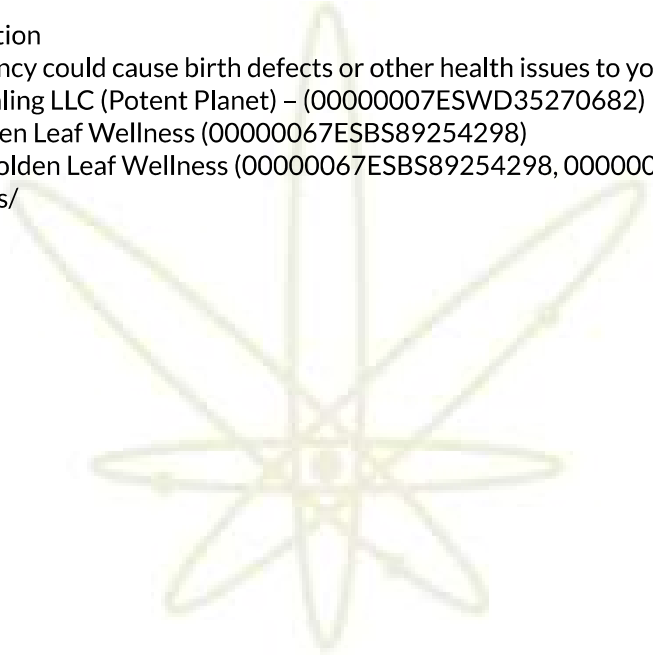 tion
ncy could cause birth defects or other health issues to yo
ling LLC (Potent Planet) – (00000007ESWD35270682)
en Leaf Wellness (00000067ESBS89254298)
olden Leaf Wellness (00000067ESBS89254298, 000000
s/